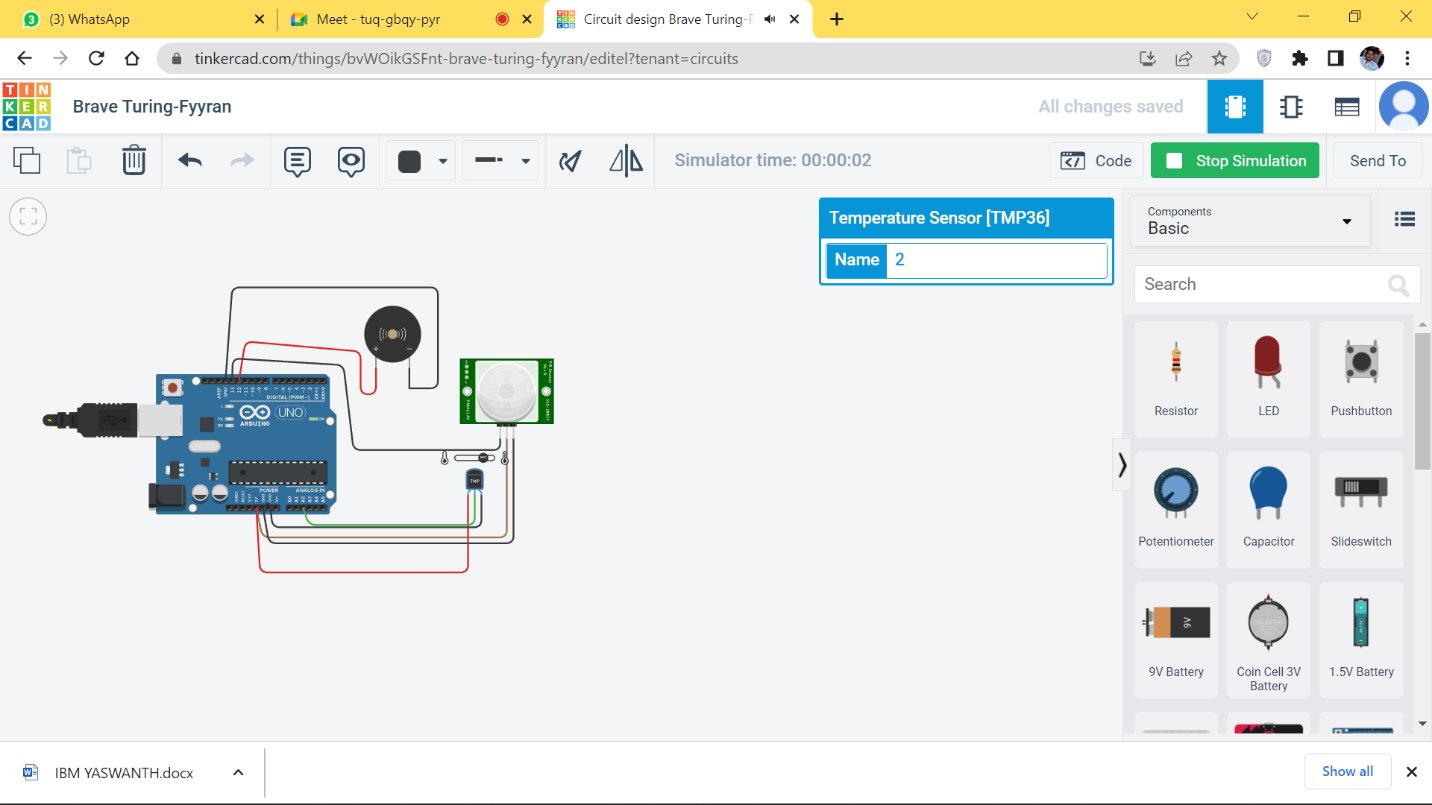 3 (3) WhatsApp
Meet - tuq-gbqy-pyr
Circuit design Brave Turing-F
tinkercad.com/things/bvWOikGSFnt-brave-turing-fyyran/editel?tenant=circuits
TIN
KER
CAD
Brave Turing-Fyyran
All changes saved
Simulator time: 00:00:02
Code
Stop Simulation
Send To
Temperature Sensor [TMP36]
Name 2
Components
Basic
Search
Resistor
LED
Pushbutton
Potentiometer
Capacitor
Slideswitch
9V
9V Battery
Coin Cell 3V
Battery
1.5V Battery
DIGITAL (PWM~)
UNO
ARDUINO
POWER
ANALOG IN
TMP
IBM YASWANTH.docx
Show all